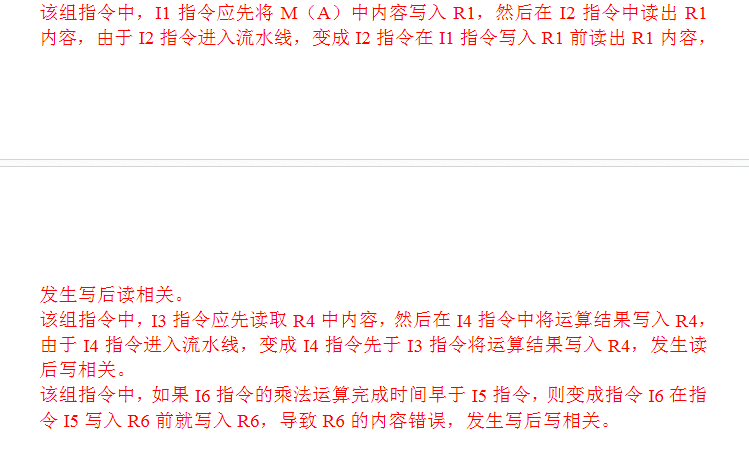 该组指令中，I1 指令应先将 M（A）中内容写入 R1，然后在 I2 指令中读出 R1
内容，由于 I2 指令进入流水线，变成 I2 指令在 I1 指令写入 R1 前读出 R1 内容，
发生写后读相关。
该组指令中，I3 指令应先读取 R4 中内容，然后在 I4 指令中将运算结果写入 R4，
由于 I4 指令进入流水线，变成 I4 指令先于 I3 指令将运算结果写入 R4，发生读
后写相关。
该组指令中，如果 I6 指令的乘法运算完成时间早于 I5 指令，则变成指令 I6 在指
令 I5 写入 R6 前就写入 R6，导致 R6 的内容错误，发生写后写相关。